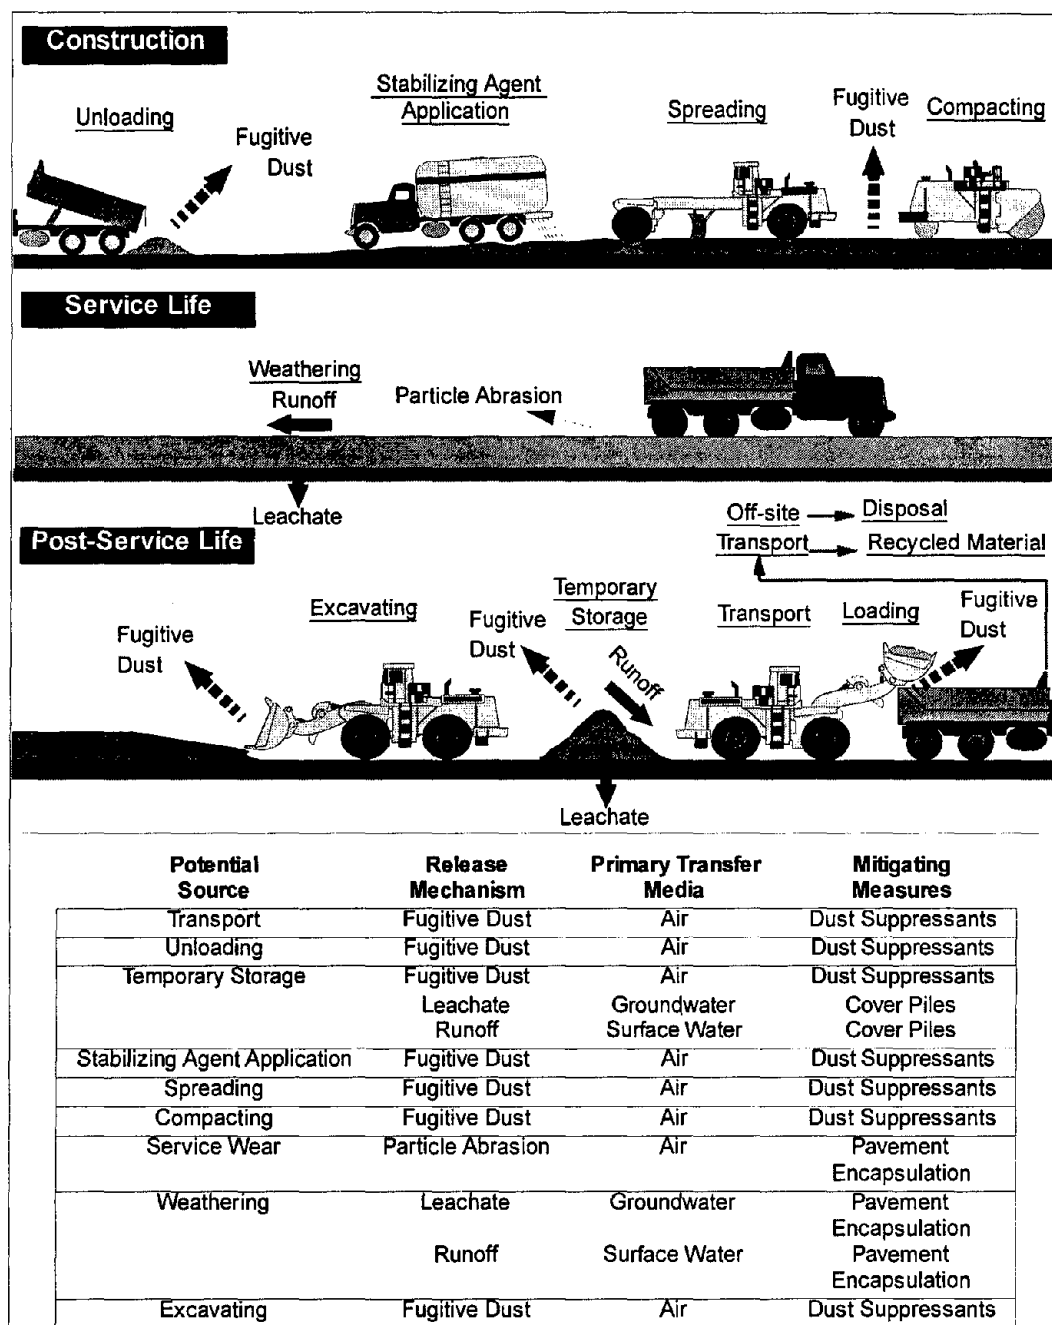 Construction
Unloading
Fugitive
Dust
Stabilizing Agent
Application
Spreading
Fugitive
Dust
Compacting
Service Life
Weathering
Runoff
Particle Abrasion
Leachate
Post-Service Life
Off-site
Disposal
Transport
Recycled Material
Fugitive
Dust
Excavating
Fugitive
Dust
Temporary
Storage
Runoff
Transport
Loading
Fugitive
Dust
Leachate
Potential Release Primary Transfer Mitigating
Source Mechanism Media Measures
Transport Fugitive Dust Air Dust Suppressants
Unloading Fugitive Dust Air Dust Suppressants
Temporary Storage Fugitive Dust Air Dust Suppressants
Leachate Groundwater Cover Piles
Runoff Surface Water Cover Piles
Stabilizing Agent Application Fugitive Dust Air Dust Suppressants
Spreading Fugitive Dust Air Dust Suppressants
Compacting Fugitive Dust Air Dust Suppressants
Service Wear Particle Abrasion Air Pavement
Encapsulation
Weathering Leachate Groundwater Pavement
Encapsulation
Runoff Surface Water Pavement
Encapsulation
Excavating Fugitive Dust Air Dust Suppressants